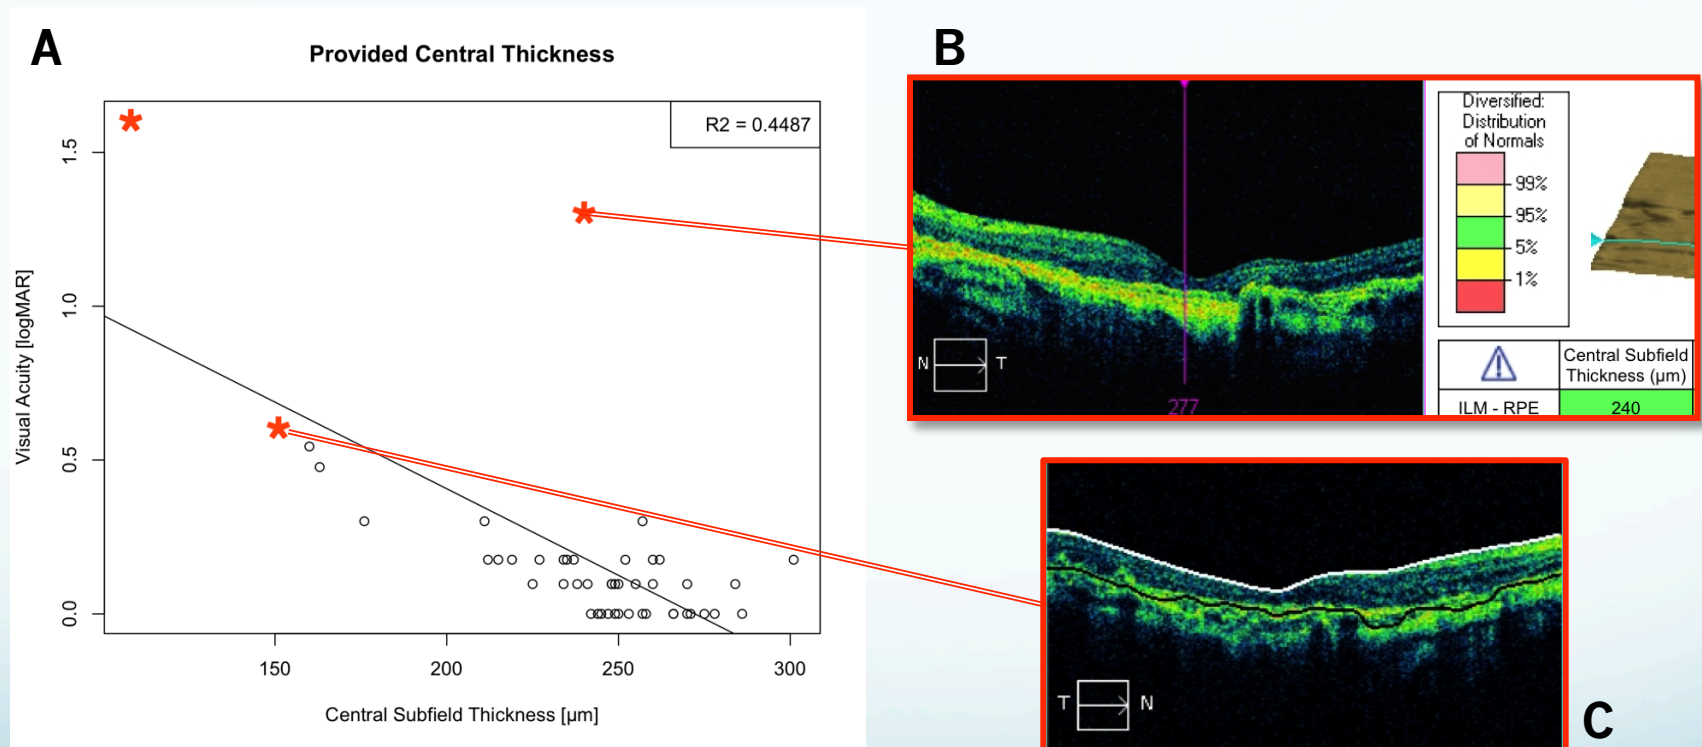 A
Provided Central Thickness
R2 = 0.4487
Visual Acuity [logMAR]
1.5
1.0
0.5
0.0
150 200 250 300
Central Subfield Thickness [µm]
B
Diversified:
Distribution
of Normals
99%
95%
5%
1%
N T
277
Central Subfield
Thickness (µm)
ILM - RPE 240
T N
C